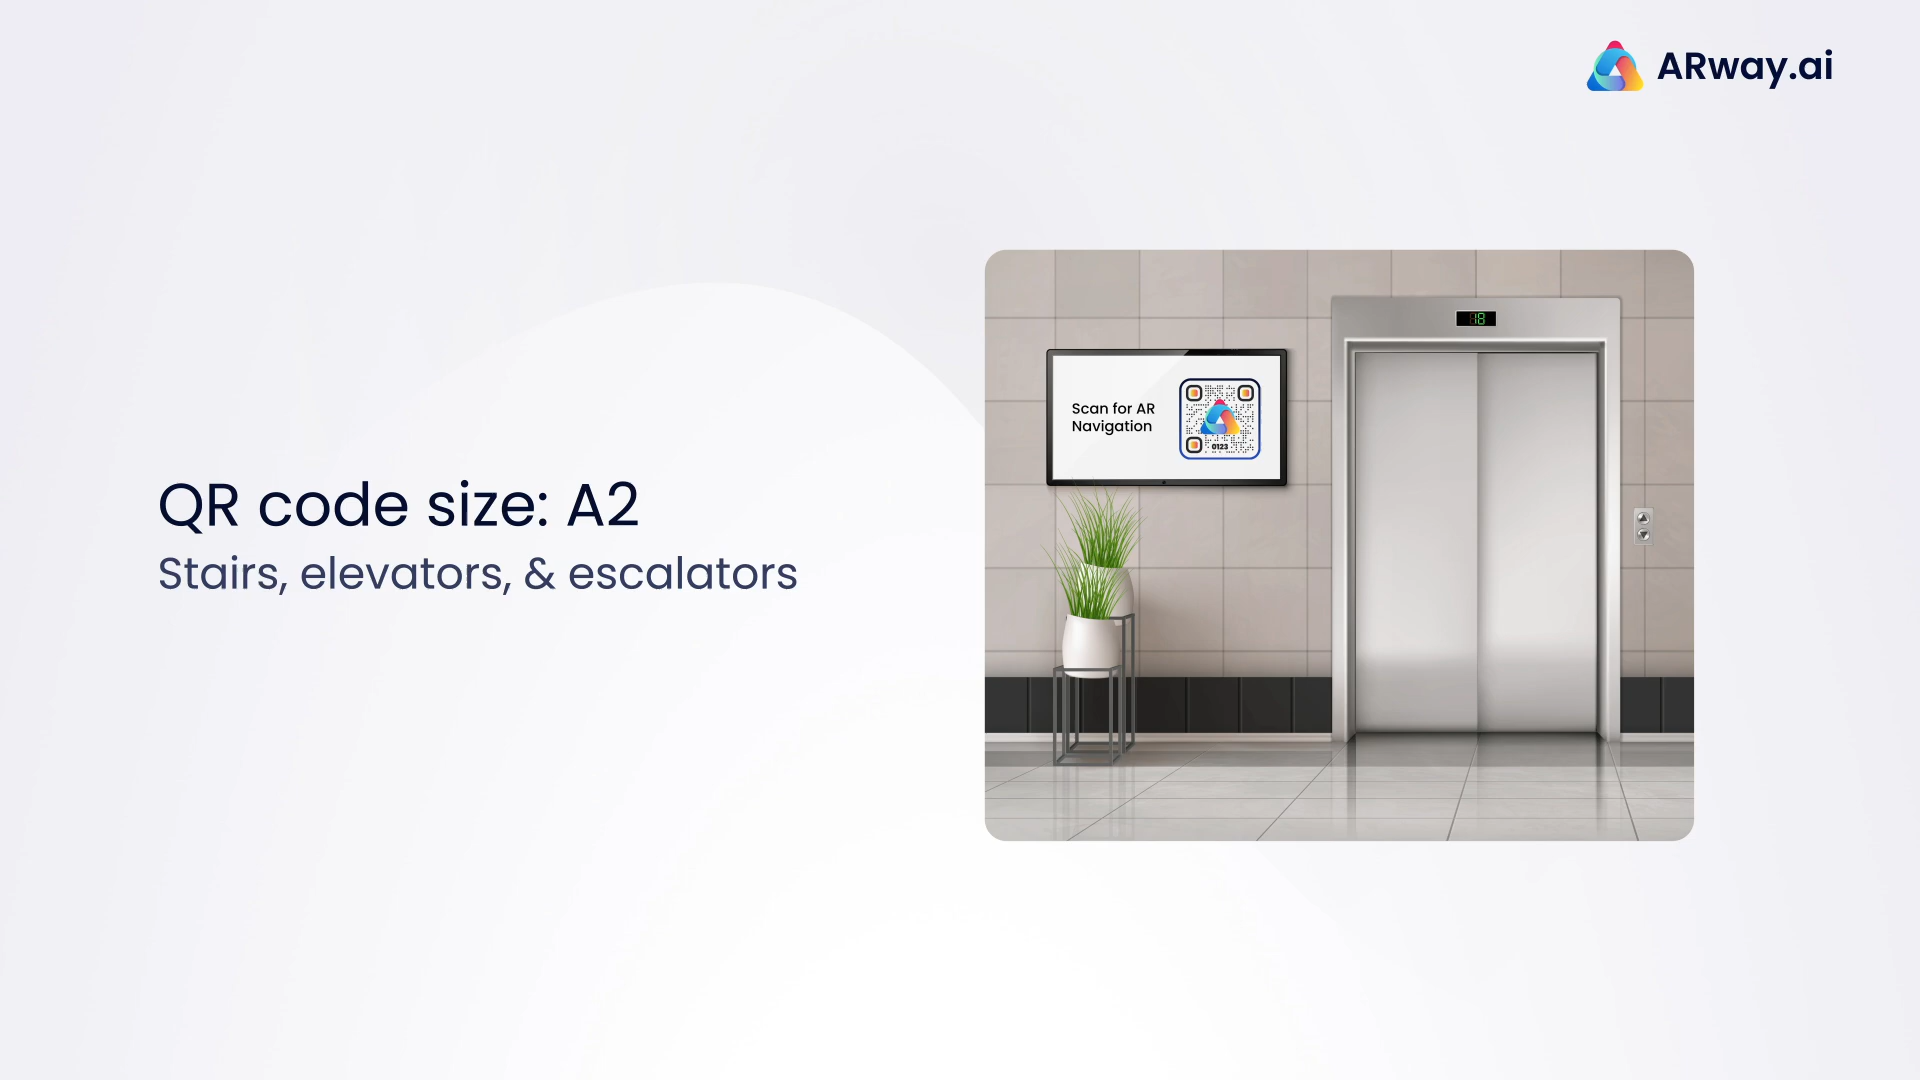 ARway.ai
QR code size: A2
Stairs, elevators, & escalators
18
Scan for AR
Navigation
0123